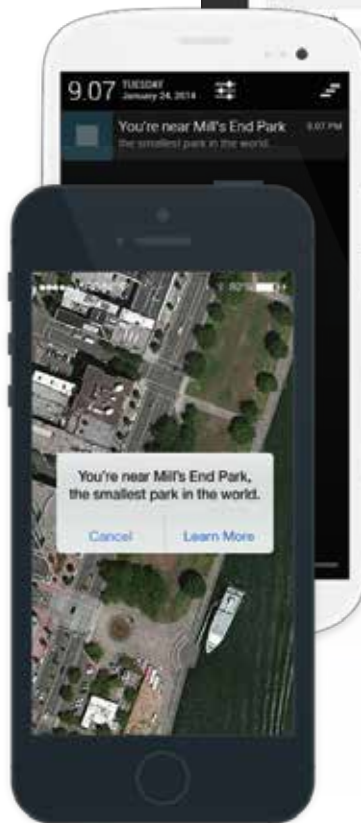 9.07 TUESDAY
January 24, 2014
You're near Mill's End Park 9.07 PM
the smallest park in the world.
80%
You're near Mill's End Park,
the smallest park in the world.
Cancel Learn More